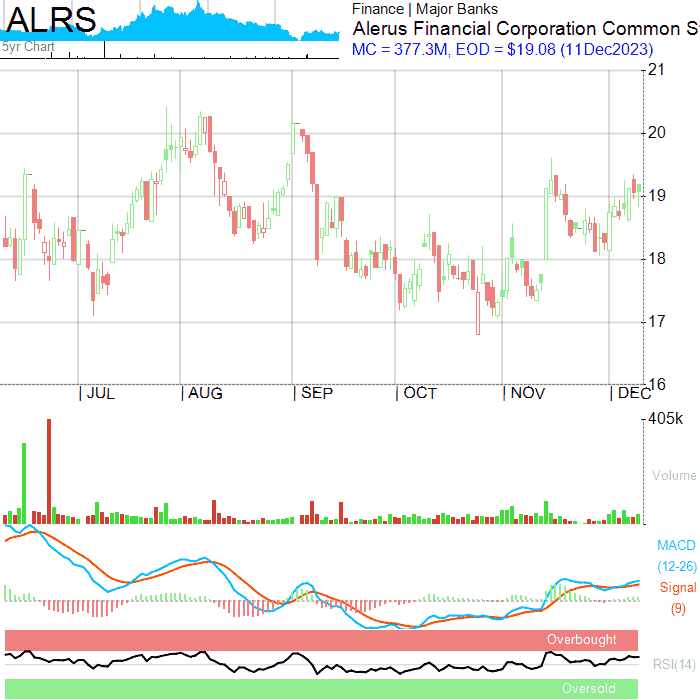 ALRS
5yr Chart
Finance | Major Banks
Alerus Financial Corporation Common S
MC = 377.3M, EOD = $19.08 (11Dec2023)
21
20
19
18
17
16
JUL AUG SEP OCT NOV DEC
405k
Volume
MACD
(12-26)
Signal
(9)
Overbought
RSI(14)
Oversold